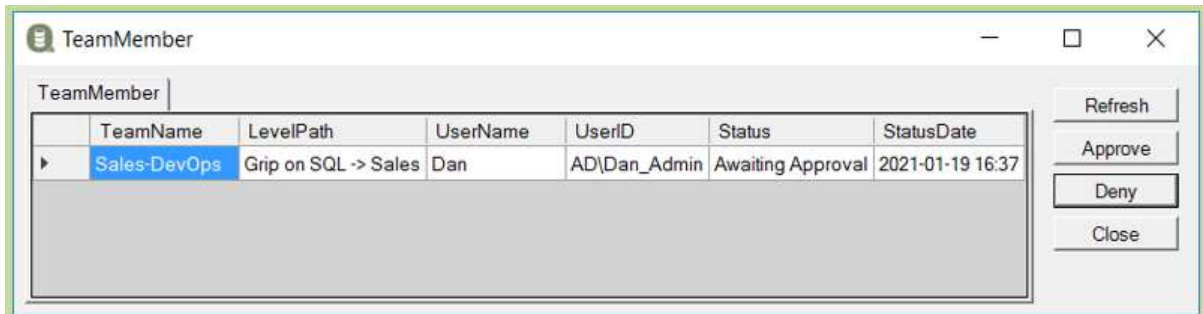 TeamMember
TeamMember
Refresh
TeamName LevelPath UserName UserID Status StatusDate
Approve
Sales-DevOps Grip on SQL -> Sales Dan AD\Dan_Admin Awaiting Approval 2021-01-19 16:37
Deny
Close